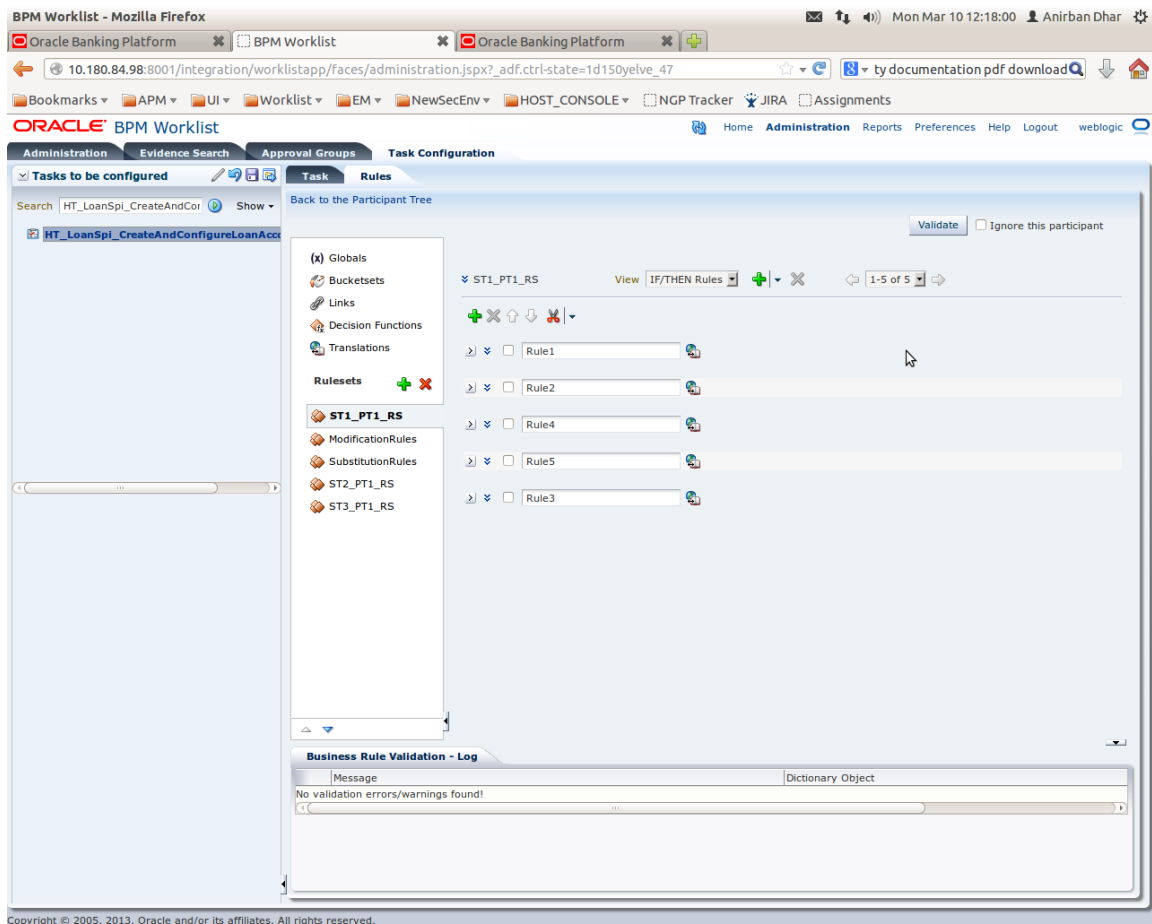 BPM Worklist - Mozilla Firefox
Mon Mar 10 12:18:00 Anirban Dhar
Oracle Banking Platform
BPM Worklist
Oracle Banking Platform
10.180.84.98:8001/integration/worklistapp/faces/administration.jspx?_adf.ctrl-state=1d150yelve_47
ty documentation pdf download
Bookmarks APM UI Worklist EM NewSecEnv HOST_CONSOLE NGP Tracker JIRA Assignments
ORACLE BPM Worklist
Home Administration Reports Preferences Help Logout weblogic
Administration Evidence Search Approval Groups Task Configuration
Tasks to be configured
Search HT_LoanSpi_CreateAndCor Show
HT_LoanSpi_CreateAndConfigureLoanAcco
Task Rules
Back to the Participant Tree
Validate Ignore this participant
(x) Globals
Bucketsets
Links
Decision Functions
Translations
Rulesets
ST1_PT1_RS
ModificationRules
SubstitutionRules
ST2_PT1_RS
ST3_PT1_RS
ST1_PT1_RS View IF/THEN Rules 1-5 of 5
Rule1
Rule2
Rule4
Rule5
Rule3
Business Rule Validation - Log
Message Dictionary Object
No validation errors/warnings found!
Copyright © 2005, 2013, Oracle and/or its affiliates. All rights reserved.